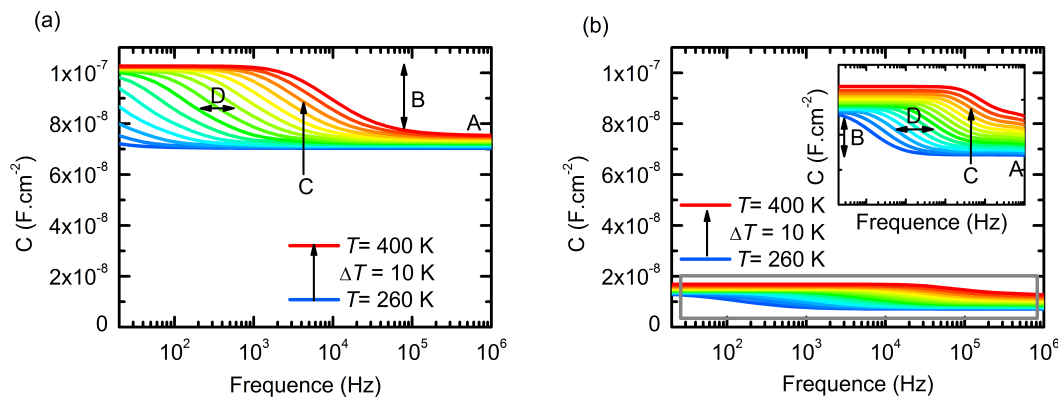 (a)
1x10⁻⁷
8x10⁻⁸
6x10⁻⁸
4x10⁻⁸
2x10⁻⁸
0
C (F.cm⁻²)
A
B
C
D
T= 400 K
ΔT = 10 K
T= 260 K
10² 10³ 10⁴ 10⁵ 10⁶
Frequence (Hz)
(b)
1x10⁻⁷
8x10⁻⁸
6x10⁻⁸
4x10⁻⁸
2x10⁻⁸
0
C (F.cm⁻²)
C (F.cm⁻²)
D
B
C
A
Frequence (Hz)
T= 400 K
ΔT = 10 K
T= 260 K
10² 10³ 10⁴ 10⁵ 10⁶
Frequence (Hz)